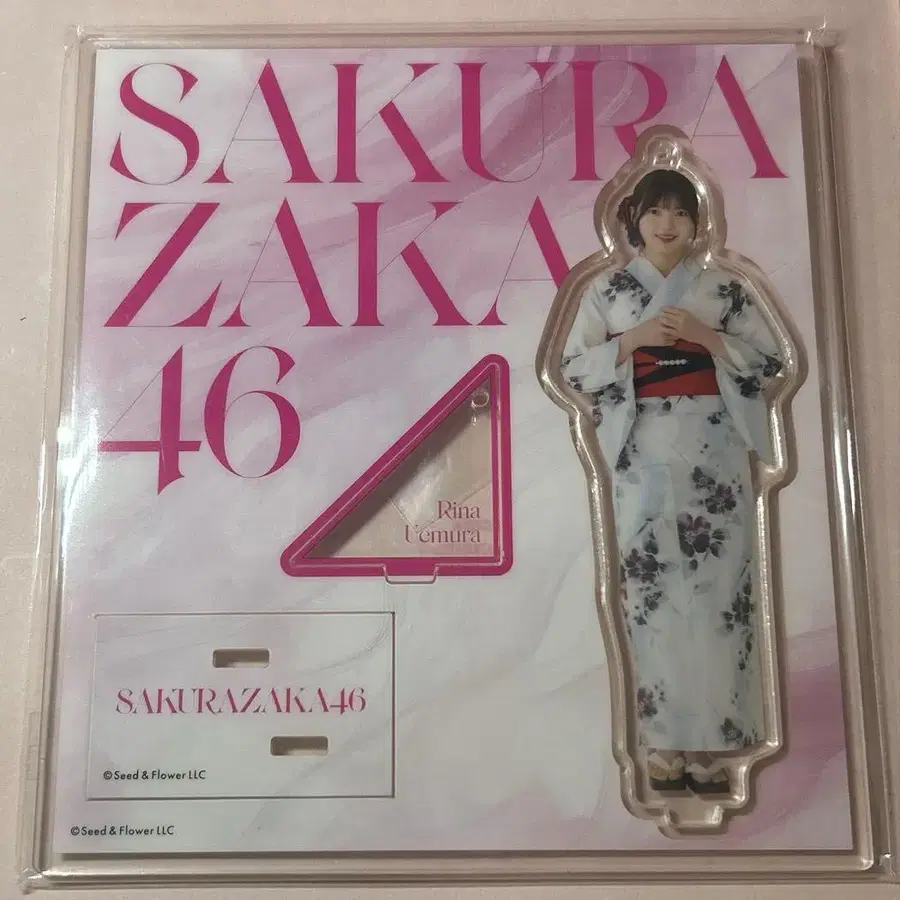 SAKURA
ZAKA
46
Rina
Uemura
SAKURAZAKA46
©Seed & Flower LLC
©Seed & Flower LLC